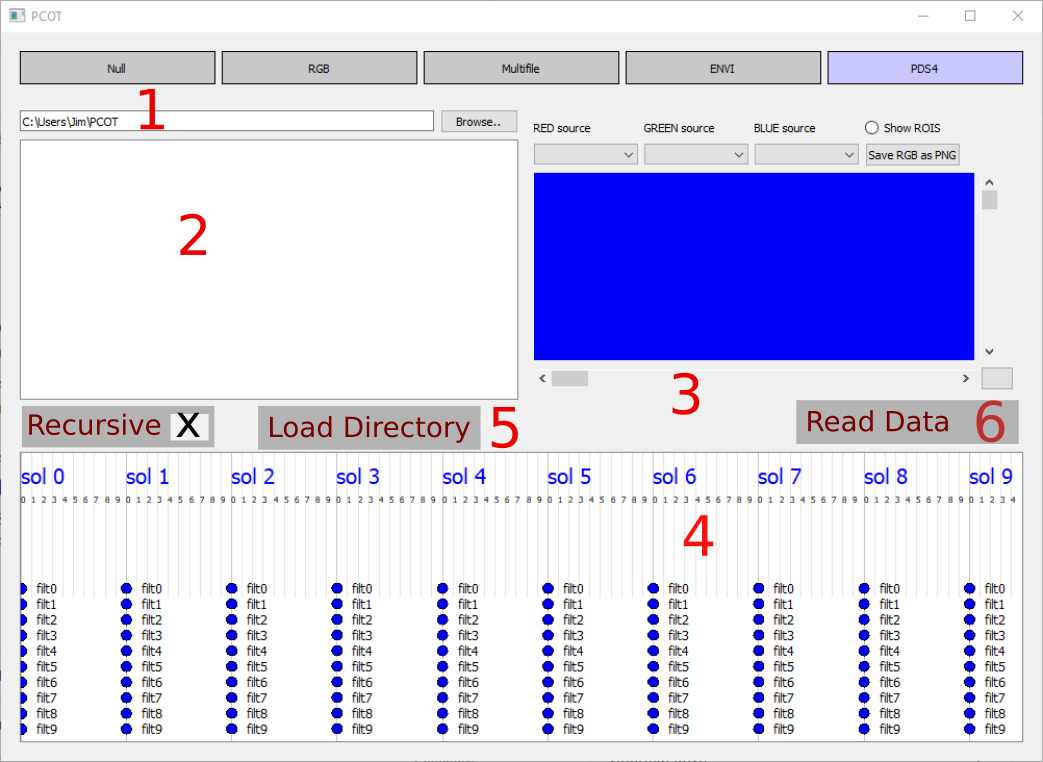 PCOT
Null RGB Multifile ENVI PDS4
1
C:\Users\Jim\PCOT Browse..
RED source GREEN source BLUE source Show ROIS
Save RGB as PNG
2
3
Recursive X Load Directory 5 Read Data 6
sol 0 sol 1 sol 2 sol 3 sol 4 sol 5 sol 6 sol 7 sol 8 sol 9
0 1 2 3 4 5 6 7 8 9 0 1 2 3 4 5 6 7 8 9 0 1 2 3 4 5 6 7 8 9 0 1 2 3 4 5 6 7 8 9 0 1 2 3 4 5 6 7 8 9 0 1 2 3 4 5 6 7 8 9 0 1 2 3 4 5 6 7 8 9 0 1 2 3 4 5 6 7 8 9 0 1 2 3 4 5 6 7 8 9 0 1 2 3 4
4
filt0 filt0 filt0 filt0 filt0 filt0 filt0 filt0 filt0 filt0
filt1 filt1 filt1 filt1 filt1 filt1 filt1 filt1 filt1 filt1
filt2 filt2 filt2 filt2 filt2 filt2 filt2 filt2 filt2 filt2
filt3 filt3 filt3 filt3 filt3 filt3 filt3 filt3 filt3 filt3
filt4 filt4 filt4 filt4 filt4 filt4 filt4 filt4 filt4 filt4
filt5 filt5 filt5 filt5 filt5 filt5 filt5 filt5 filt5 filt5
filt6 filt6 filt6 filt6 filt6 filt6 filt6 filt6 filt6 filt6
filt7 filt7 filt7 filt7 filt7 filt7 filt7 filt7 filt7 filt7
filt8 filt8 filt8 filt8 filt8 filt8 filt8 filt8 filt8 filt8
filt9 filt9 filt9 filt9 filt9 filt9 filt9 filt9 filt9 filt9